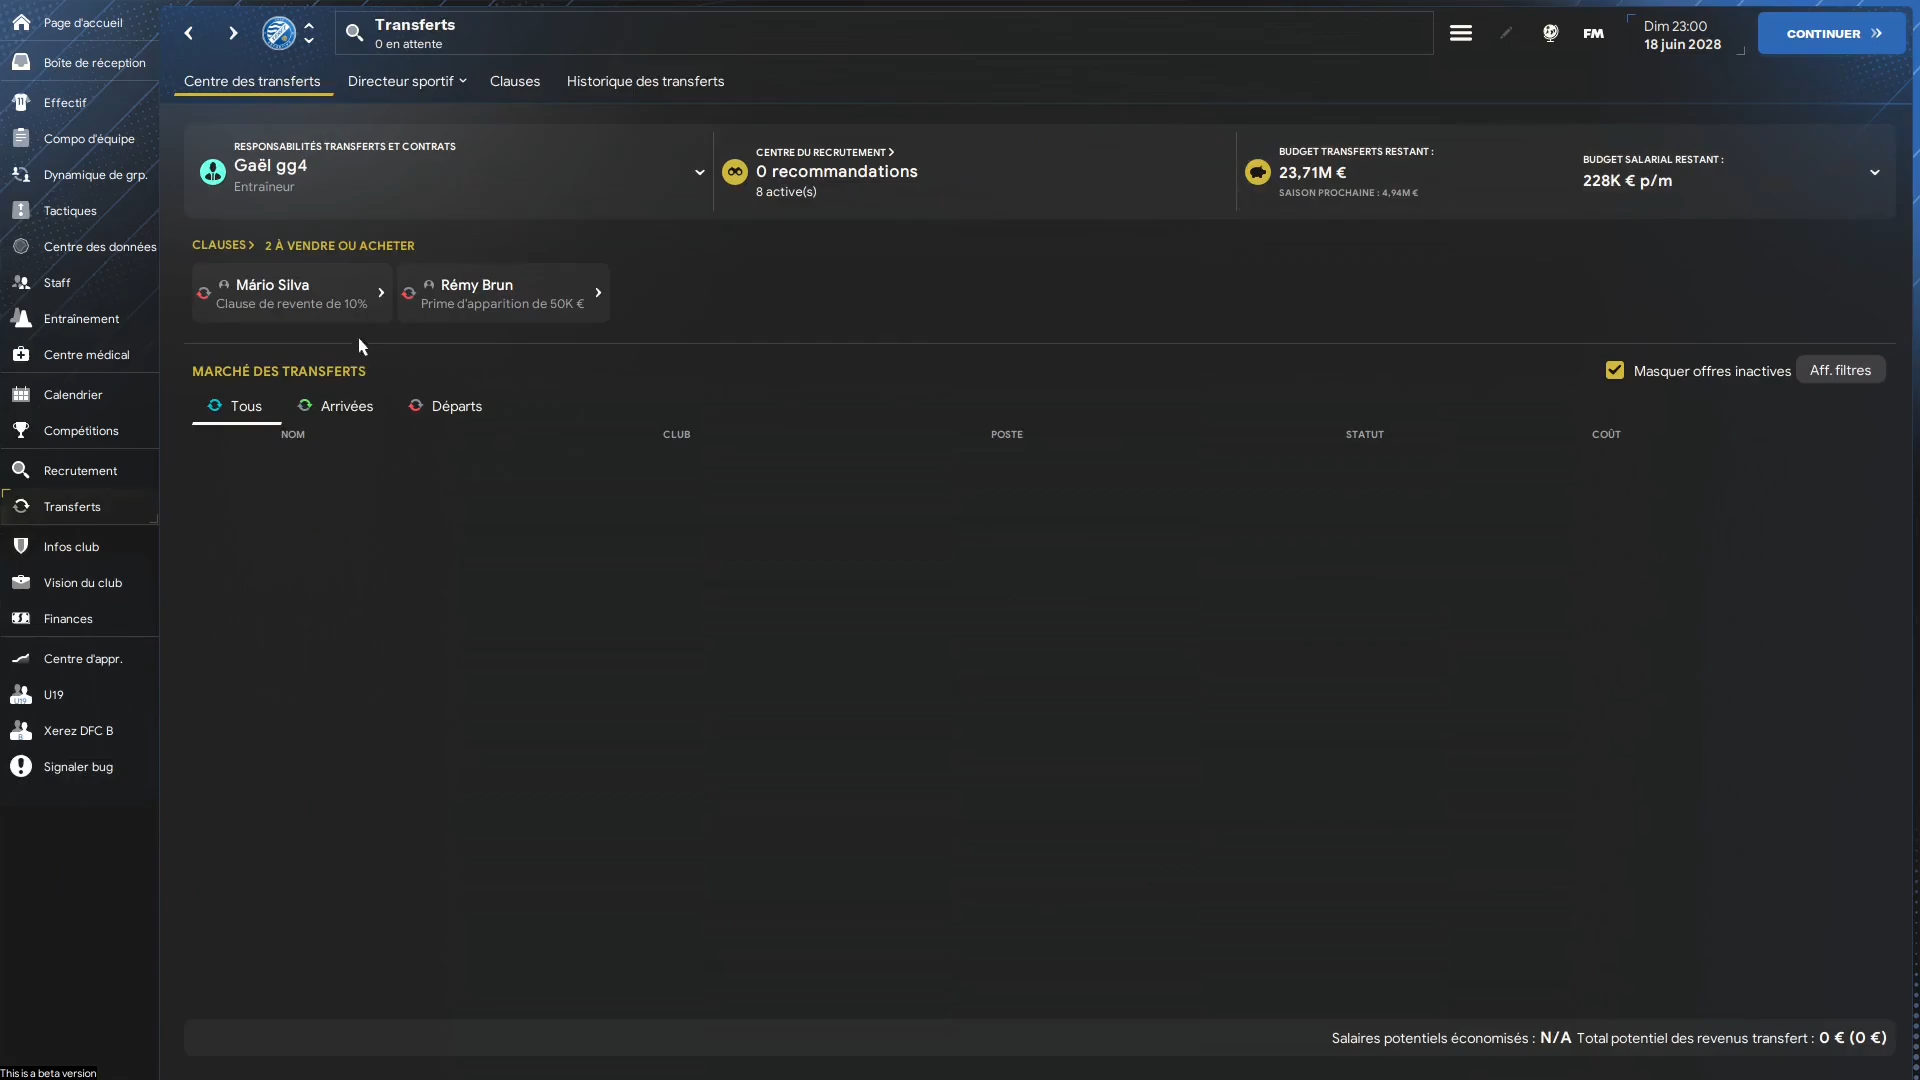 Page d'accueil
Boîte de réception
Effectif
Compo d'équipe
Dynamique de grp.
Tactiques
Centre des données
Staff
Entraînement
Centre médical
Calendrier
Compétitions
Recrutement
Transferts
Infos club
Vision du club
Finances
Centre d'appr.
U19
Xerez DFC B
Signaler bug
This is a beta version
Transferts
0 en attente
FM
Dim 23:00
18 juin 2028
CONTINUER
Centre des transferts Directeur sportif Clauses Historique des transferts
RESPONSABILITÉS TRANSFERTS ET CONTRATS
Gaël gg4
Entraîneur
CENTRE DU RECRUTEMENT >
0 recommandations
8 active(s)
BUDGET TRANSFERTS RESTANT :
23,71M €
SAISON PROCHAINE : 4,94M €
BUDGET SALARIAL RESTANT :
228K € p/m
CLAUSES > 2 À VENDRE OU ACHETER
Mário Silva
Clause de revente de 10%
Rémy Brun
Prime d'apparition de 50K €
MARCHÉ DES TRANSFERTS
Masquer offres inactives Aff. filtres
Tous Arrivées Départs
NOM CLUB POSTE STATUT COÛT
Salaires potentiels économisés : N/A Total potentiel des revenus transfert : 0 € (0 €)